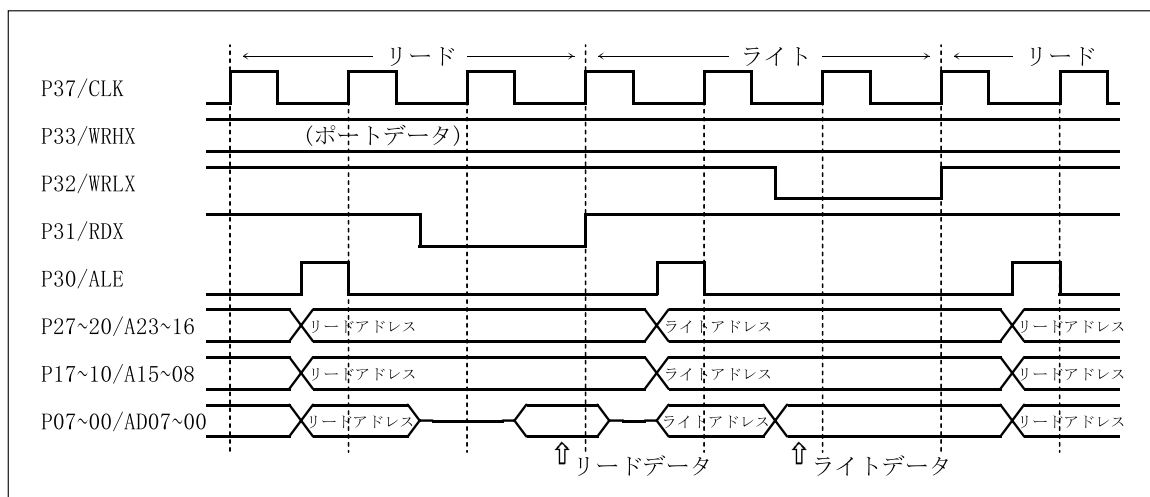 リード ライト リード
P37/CLK
P33/WRHX (ポートデータ)
P32/WRLX
P31/RDX
P30/ALE
P27~20/A23~16 リードアドレス ライトアドレス リードアドレス
P17~10/A15~08 リードアドレス ライトアドレス リードアドレス
P07~00/AD07~00 リードアドレス ライトアドレス リードアドレス
⇧リードデータ ⇧ライトデータ